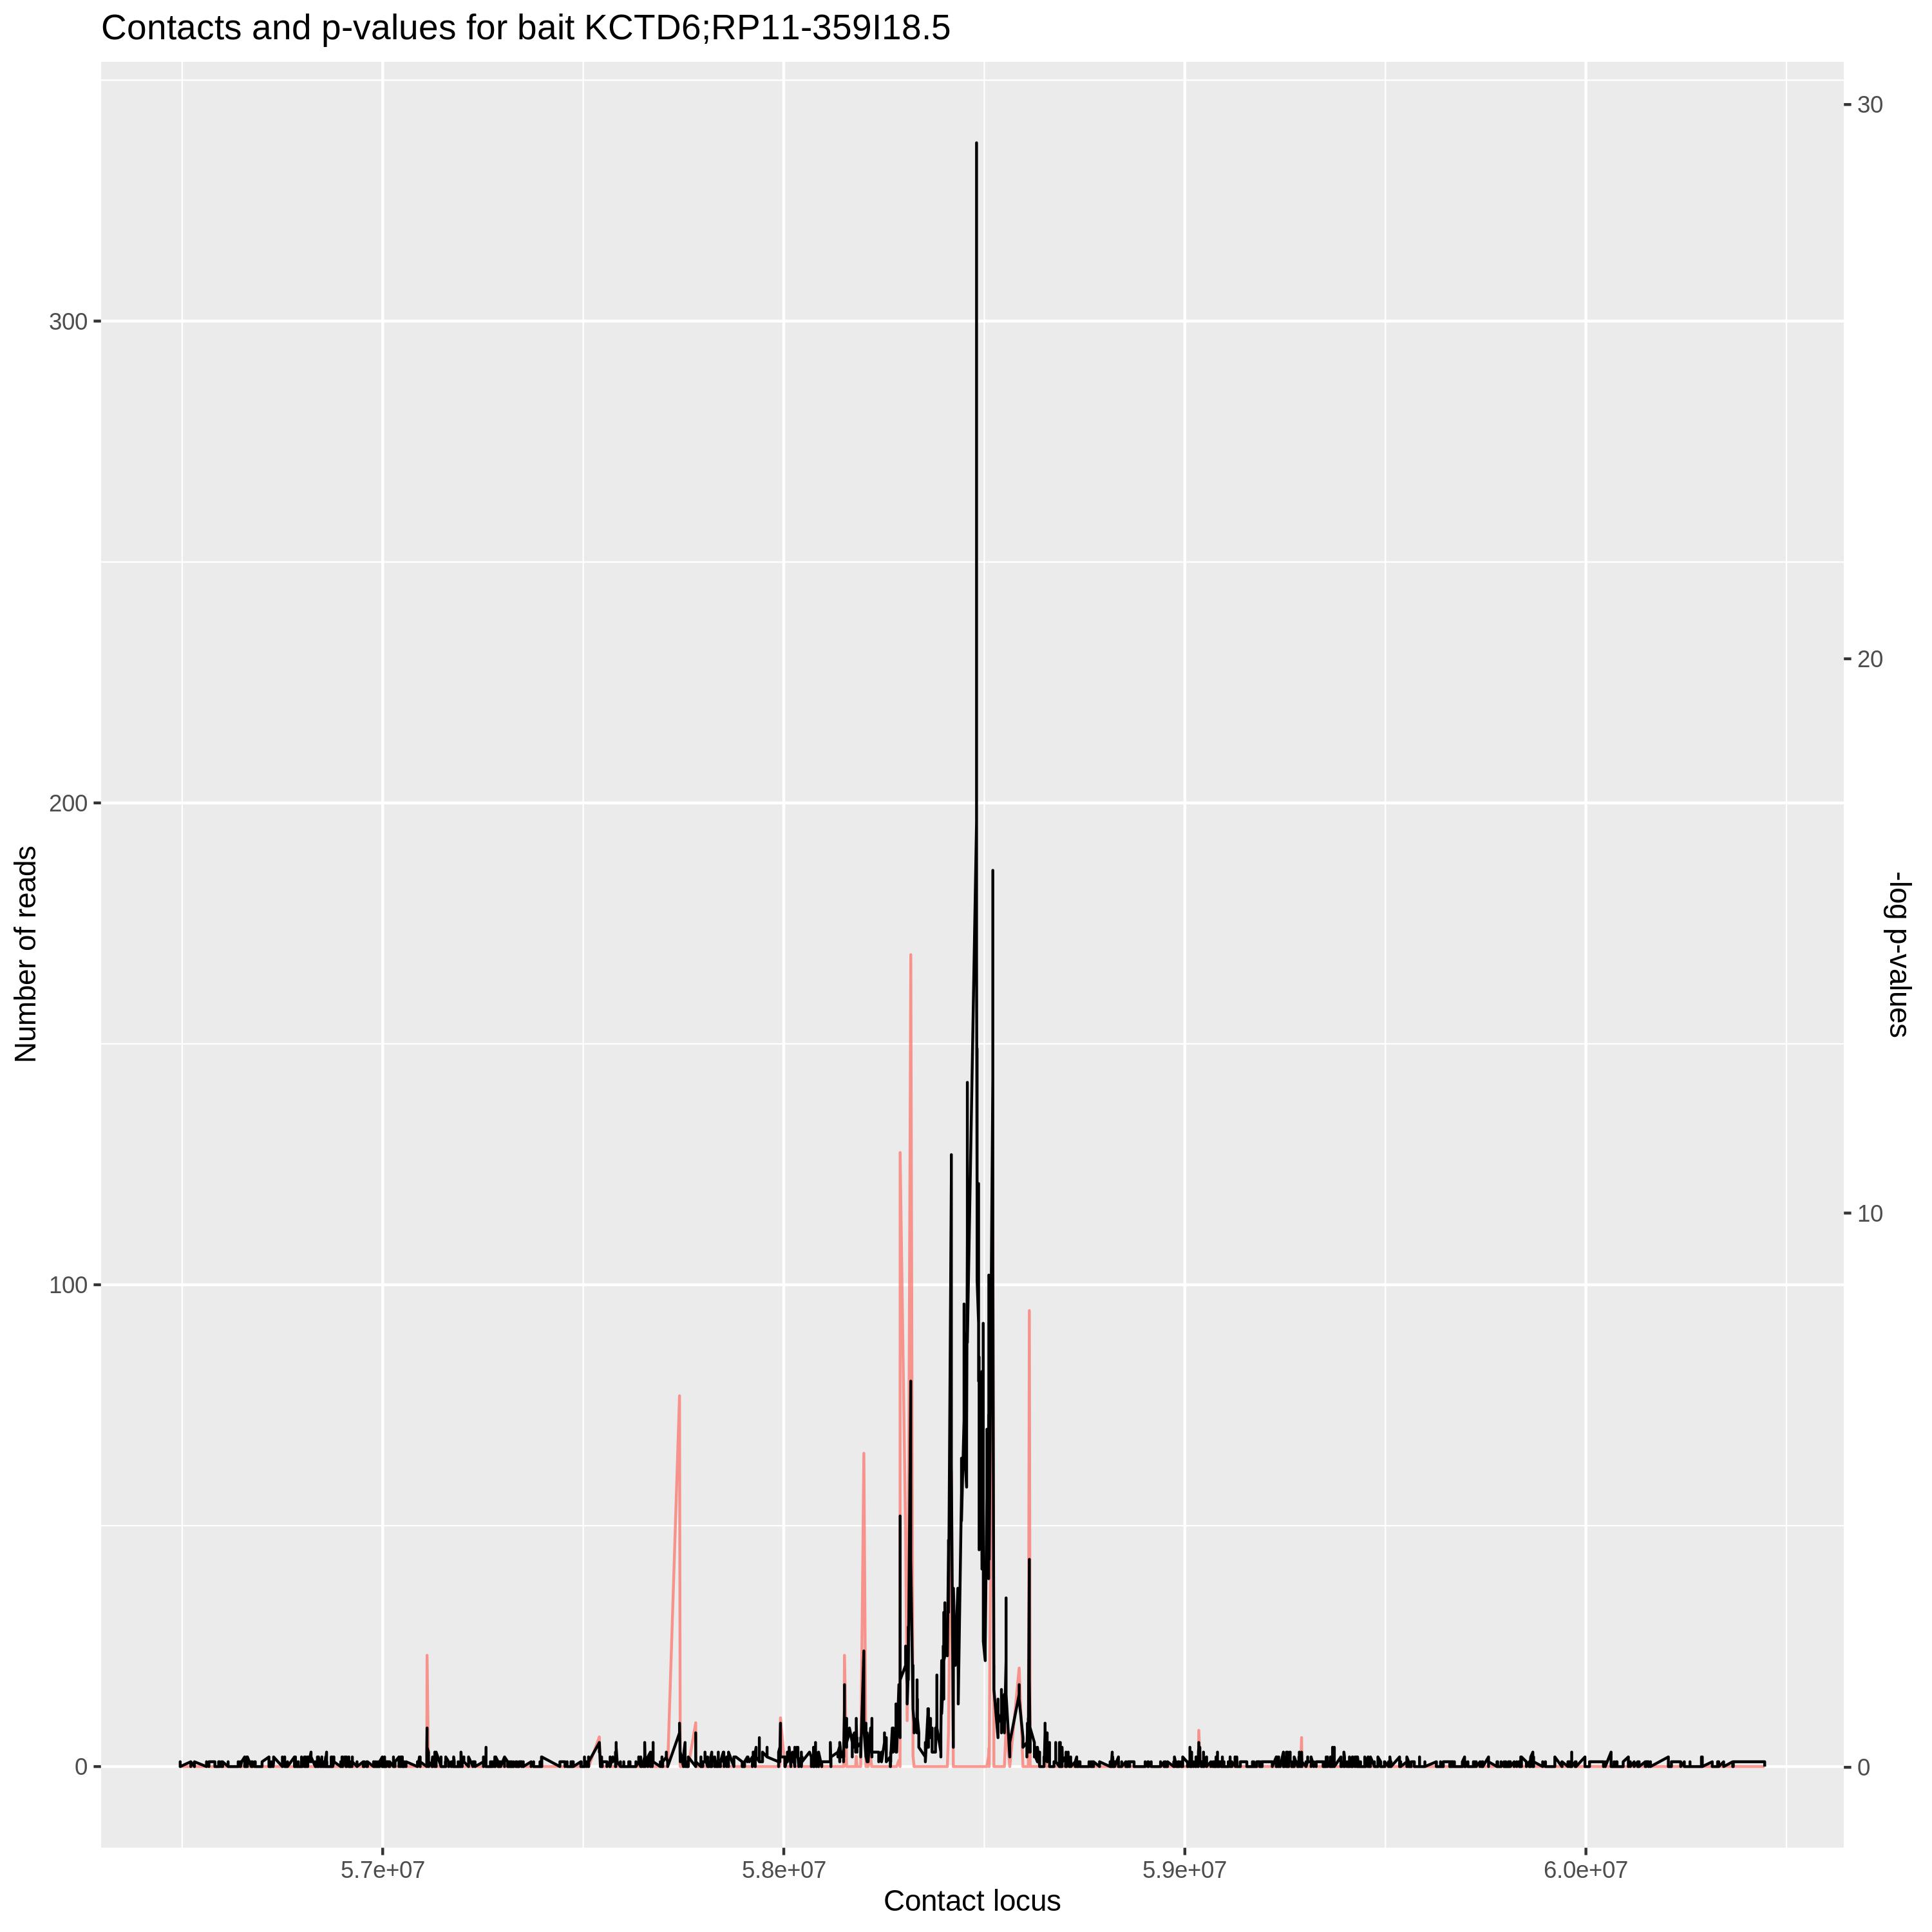 Contacts and p-values for bait KCTD6;RP11-359I18.5
Number of reads
300
200
100
0
30
20
10
0
-log p-values
5.7e+07
5.8e+07
5.9e+07
6.0e+07
Contact locus